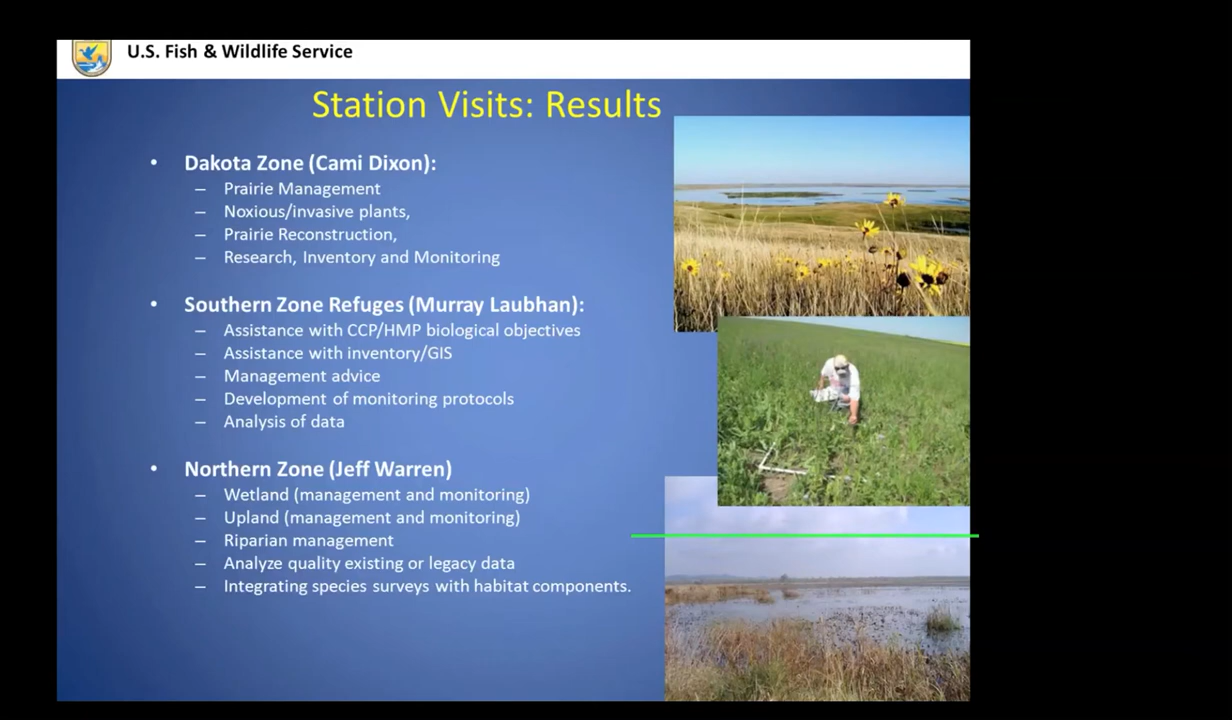 U.S. Fish & Wildlife Service
Station Visits: Results
• Dakota Zone (Cami Dixon):
– Prairie Management
– Noxious/invasive plants,
– Prairie Reconstruction,
– Research, Inventory and Monitoring
• Southern Zone Refuges (Murray Laubhan):
– Assistance with CCP/HMP biological objectives
– Assistance with inventory/GIS
– Management advice
– Development of monitoring protocols
– Analysis of data
• Northern Zone (Jeff Warren)
– Wetland (management and monitoring)
– Upland (management and monitoring)
– Riparian management
– Analyze quality existing or legacy data
– Integrating species surveys with habitat components.